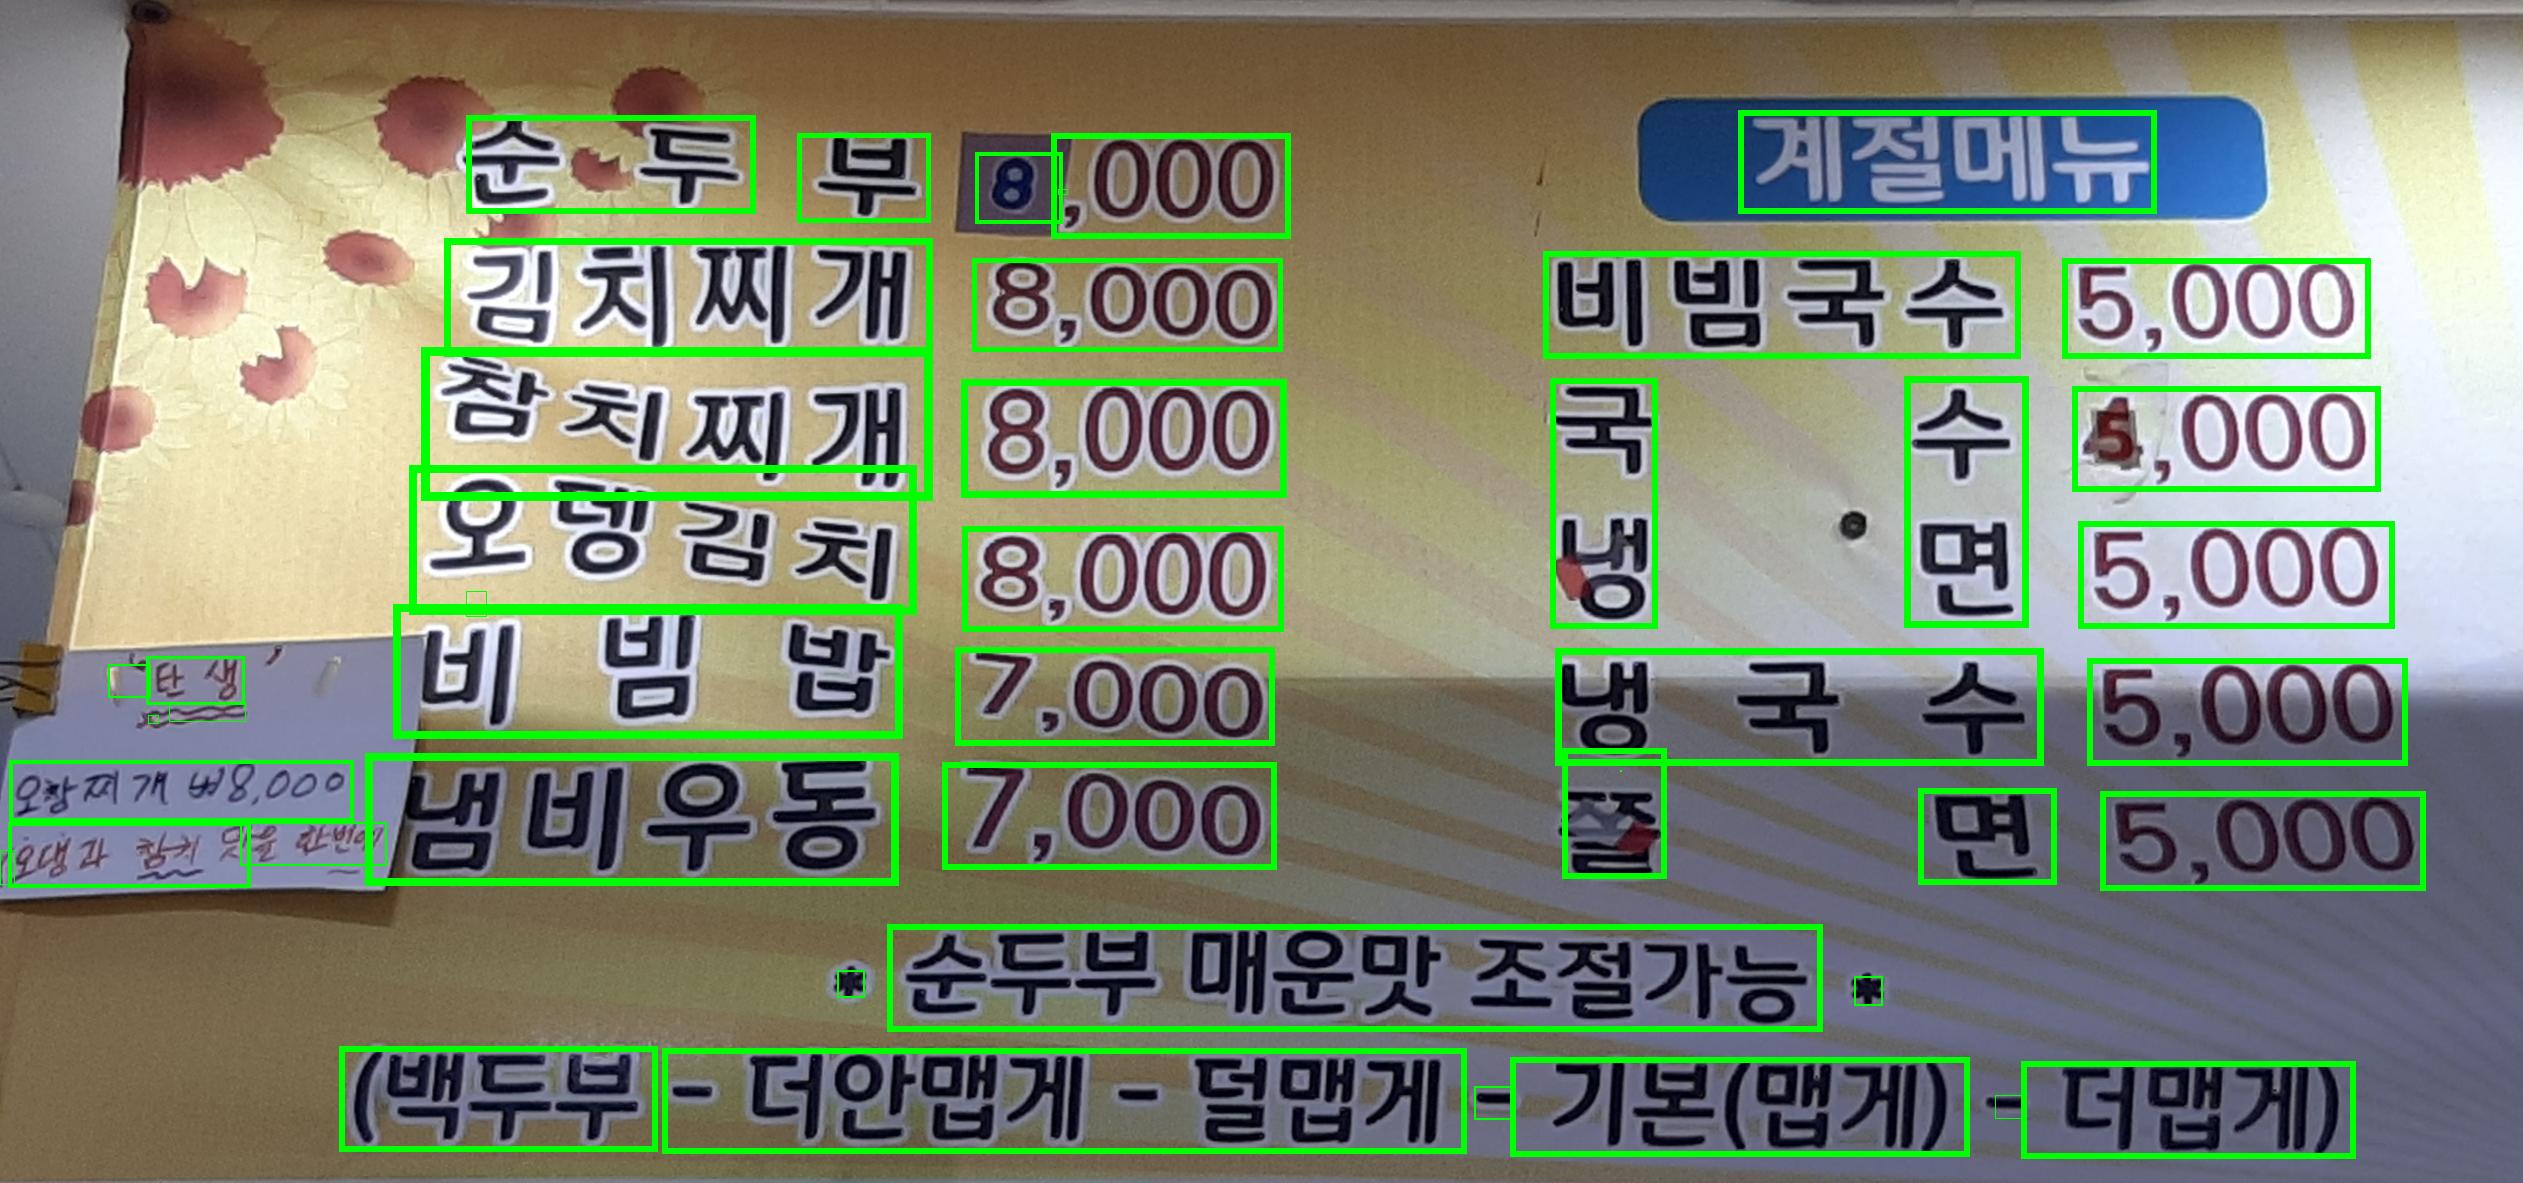 순두부 8,000
김치찌개 8,000
참치찌개 8,000
오뎅김치 8,000
비빔밥 7,000
냄비우동 7,000
계절메뉴
비빔국수 5,000
국수 5,000
냉면 5,000
냉국수 5,000
쫄면 5,000
'탄생'
오참찌개 ₩8,000
오뎅과 참치 맛을 한번에
* 순두부 매운맛 조절가능 *
(백두부 - 더안맵게 - 덜맵게 - 기본(맵게) - 더맵게)